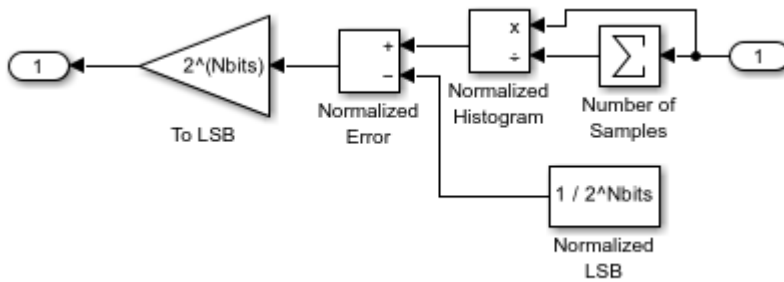 1
2^(Nbits)
To LSB
+
−
Normalized
Error
x
÷
Normalized
Histogram
Σ
Number of
Samples
1
1 / 2^Nbits
Normalized
LSB